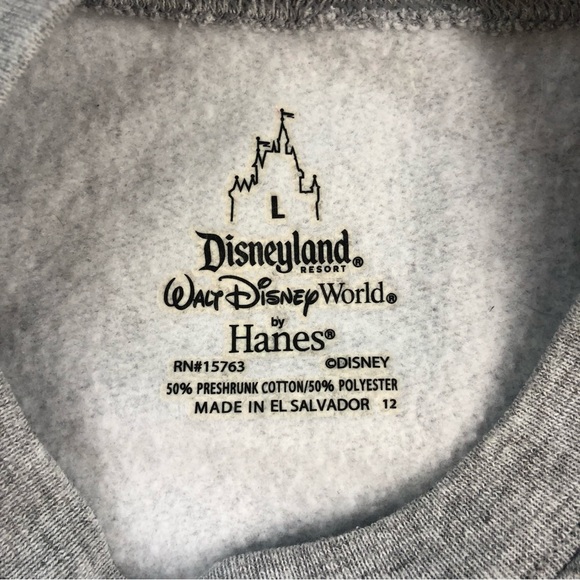 L
Disneyland®
RESORT
WALT DISNEY World®
by
Hanes®
RN#15763 ©DISNEY
50% PRESHRUNK COTTON/50% POLYESTER
MADE IN EL SALVADOR 12